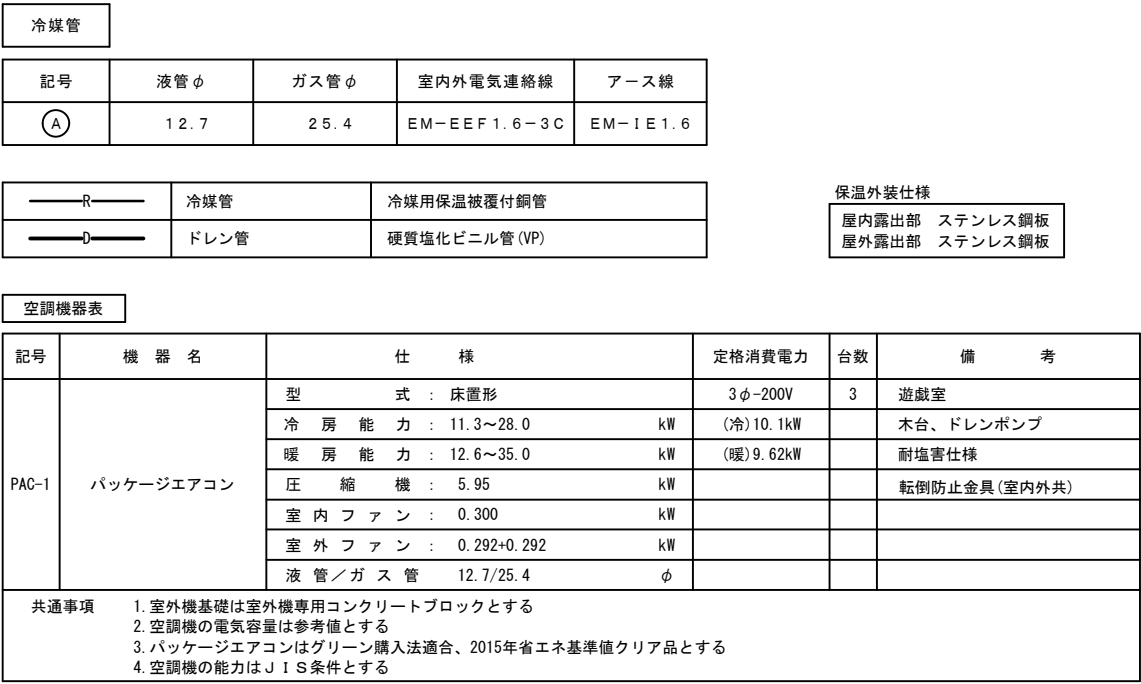 冷媒管
記号 液管φ ガス管φ 室内外電気連絡線 アース線
A 12.7 25.4 EM-EEF1.6-3C EM-IE1.6
R 冷媒管 冷媒用保温被覆付銅管
D ドレン管 硬質塩化ビニル管(VP)
保温外装仕様
屋内露出部 ステンレス鋼板
屋外露出部 ステンレス鋼板
空調機器表
記号 機器名 仕様 定格消費電力 台数 備考
型式 : 床置形 3φ-200V 3 遊戯室
冷房能力 : 11.3~28.0 kW (冷)10.1kW 木台、ドレンポンプ
暖房能力 : 12.6~35.0 kW (暖)9.62kW 耐塩害仕様
PAC-1 パッケージエアコン 圧縮機 : 5.95 kW 転倒防止金具(室内外共)
室内ファン : 0.300 kW
室外ファン : 0.292+0.292 kW
液管/ガス管 12.7/25.4 φ
共通事項 1.室外機基礎は室外機専用コンクリートブロックとする
2.空調機の電気容量は参考値とする
3.パッケージエアコンはグリーン購入法適合、2015年省エネ基準値クリア品とする
4.空調機の能力はJIS条件とする